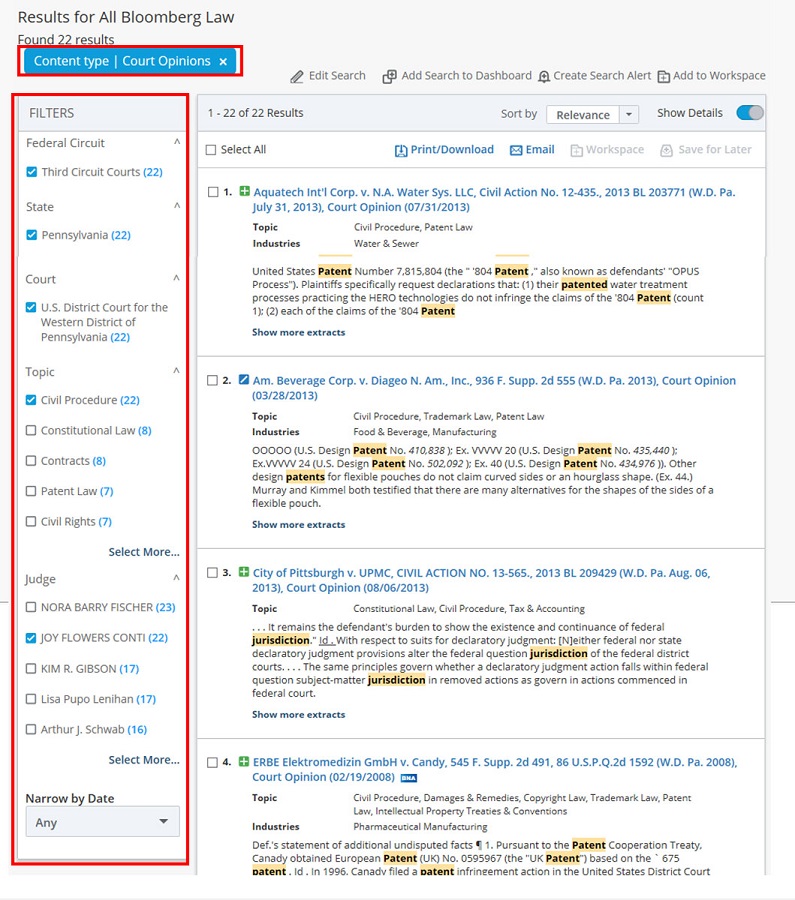 Results for All Bloomberg Law
Found 22 results
Content type | Court Opinions ×
Edit Search Add Search to Dashboard Create Search Alert Add to Workspace
FILTERS
Federal Circuit
Third Circuit Courts (22)
State
Pennsylvania (22)
Court
U.S. District Court for the
Western District of
Pennsylvania (22)
Topic
Civil Procedure (22)
Constitutional Law (8)
Contracts (8)
Patent Law (7)
Civil Rights (7)
Select More...
Judge
NORA BARRY FISCHER (23)
JOY FLOWERS CONTI (22)
KIM R. GIBSON (17)
Lisa Pupo Lenihan (17)
Arthur J. Schwab (16)
Select More...
Narrow by Date
Any
1 - 22 of 22 Results Sort by Relevance Show Details
Select All Print/Download Email Workspace Save for Later
1. Aquatech Int'l Corp. v. N.A. Water Sys. LLC, Civil Action No. 12-435., 2013 BL 203771 (W.D. Pa.
July 31, 2013), Court Opinion (07/31/2013)
Topic Civil Procedure, Patent Law
Industries Water & Sewer
United States Patent Number 7,815,804 (the " '804 Patent ," also known as defendants' "OPUS
Process"). Plaintiffs specifically request declarations that: (1) their patented water treatment
processes practicing the HERO technologies do not infringe the claims of the '804 Patent (count
1); (2) each of the claims of the '804 Patent
Show more extracts
2. Am. Beverage Corp. v. Diageo N. Am., Inc., 936 F. Supp. 2d 555 (W.D. Pa. 2013), Court Opinion
(03/28/2013)
Topic Civil Procedure, Trademark Law, Patent Law
Industries Food & Beverage, Manufacturing
OOOOO (U.S. Design Patent No. 410,838 ); Ex. VVVVV 20 (U.S. Design Patent No. 435,440 );
Ex.VVVVV 24 (U.S. Design Patent No. 502,092 ); Ex. 40 (U.S. Design Patent No. 434,976 )). Other
design patents for flexible pouches do not claim curved sides or an hourglass shape. (Ex. 44.)
Murray and Kimmel both testified that there are many alternatives for the shapes of the sides of a
flexible pouch.
Show more extracts
3. City of Pittsburgh v. UPMC, CIVIL ACTION NO. 13-565., 2013 BL 209429 (W.D. Pa. Aug. 06,
2013), Court Opinion (08/06/2013)
Topic Constitutional Law, Civil Procedure, Tax & Accounting
. . . It remains the defendant's burden to show the existence and continuance of federal
jurisdiction." Id . With respect to suits for declaratory judgment: [N]either federal nor state
declaratory judgment provisions alter the federal question jurisdiction of the federal district
courts. . . . The same principles govern whether a declaratory judgment action falls within federal
question subject-matter jurisdiction in removed actions as govern in actions commenced in
federal court.
Show more extracts
4. ERBE Elektromedizin GmbH v. Candy, 545 F. Supp. 2d 491, 86 U.S.P.Q.2d 1592 (W.D. Pa. 2008),
Court Opinion (02/19/2008) BNA
Topic Civil Procedure, Damages & Remedies, Copyright Law, Trademark Law, Patent
Law, Intellectual Property Treaties & Conventions
Industries Pharmaceutical Manufacturing
Def.'s statement of additional undisputed facts ¶ 1. Pursuant to the Patent Cooperation Treaty,
Canady obtained European Patent (UK) No. 0595967 (the "UK Patent") based on the ` 675
patent . Id . In 1996, Canady filed a patent infringement action in the United States District Court